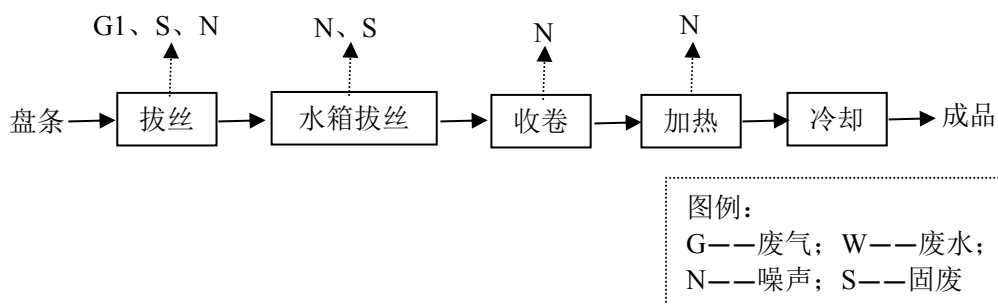 G1、S、N
N、S
N
N
盘条
拔丝
水箱拔丝
收卷
加热
冷却
成品
图例：
G——废气；W——废水；
N——噪声；S——固废